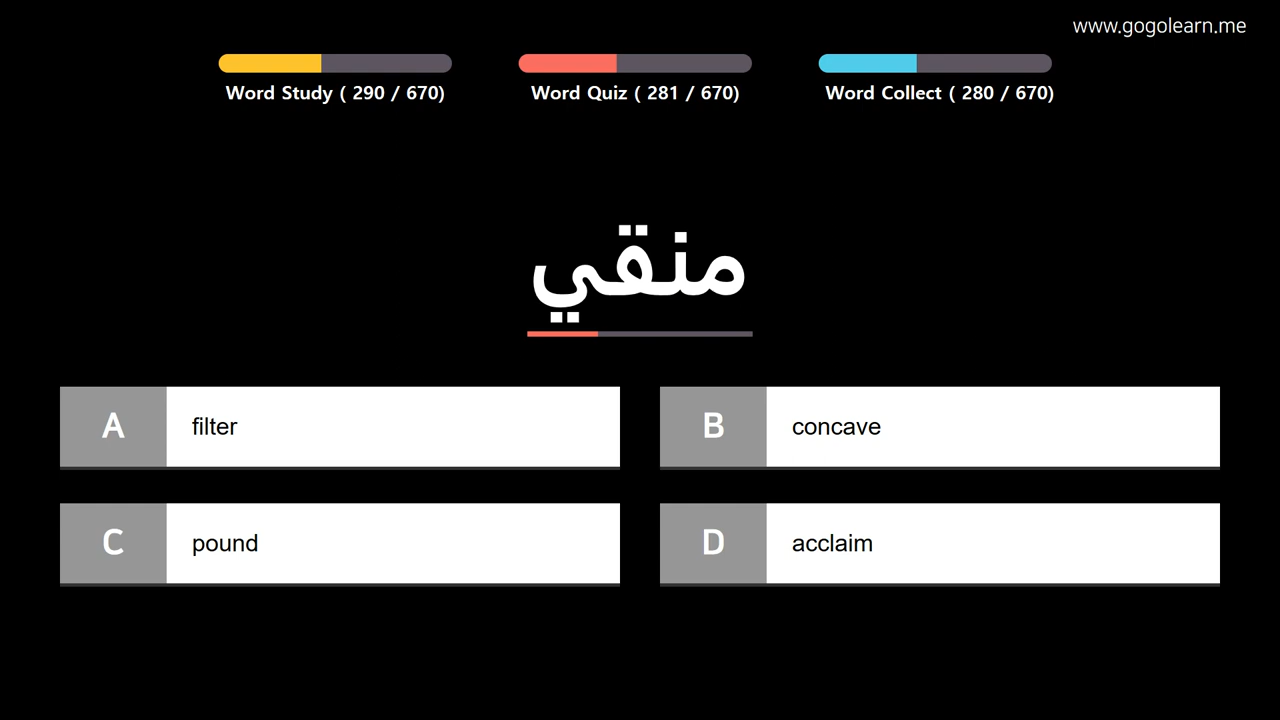 www.gogolearn.me
Word Study ( 290 / 670)
Word Quiz ( 281 / 670)
Word Collect ( 280 / 670)
منقي
A filter
B concave
C pound
D acclaim